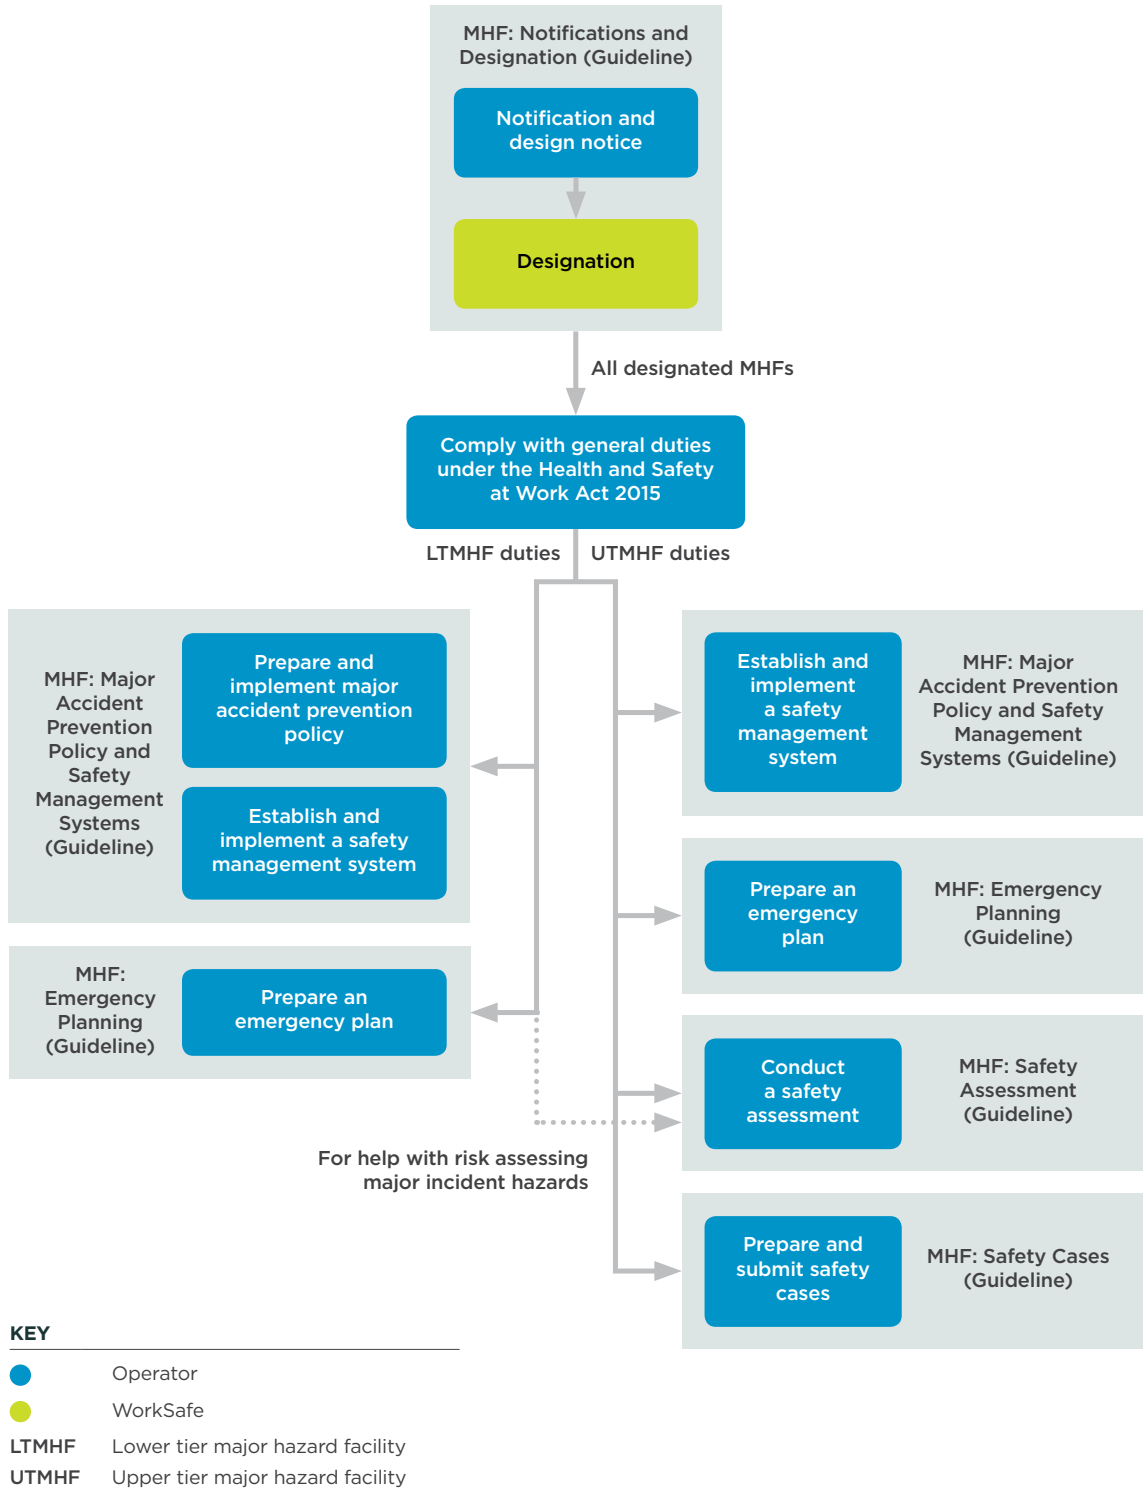 MHF: Notifications and
Designation (Guideline)
Notification and
design notice
Designation
All designated MHFs
Comply with general duties
under the Health and Safety
at Work Act 2015
LTMHF duties
UTMHF duties
MHF: Major
Accident
Prevention
Policy and
Safety
Management
Systems
(Guideline)
Prepare and
implement major
accident prevention
policy
Establish and
implement a safety
management system
MHF:
Emergency
Planning
(Guideline)
Prepare an
emergency plan
For help with risk assessing
major incident hazards
Establish and
implement
a safety
management
system
MHF: Major
Accident Prevention
Policy and Safety
Management
Systems (Guideline)
Prepare an
emergency
plan
MHF: Emergency
Planning
(Guideline)
Conduct
a safety
assessment
MHF: Safety
Assessment
(Guideline)
Prepare and
submit safety
cases
MHF: Safety Cases
(Guideline)
KEY
Operator
WorkSafe
LTMHF Lower tier major hazard facility
UTMHF Upper tier major hazard facility